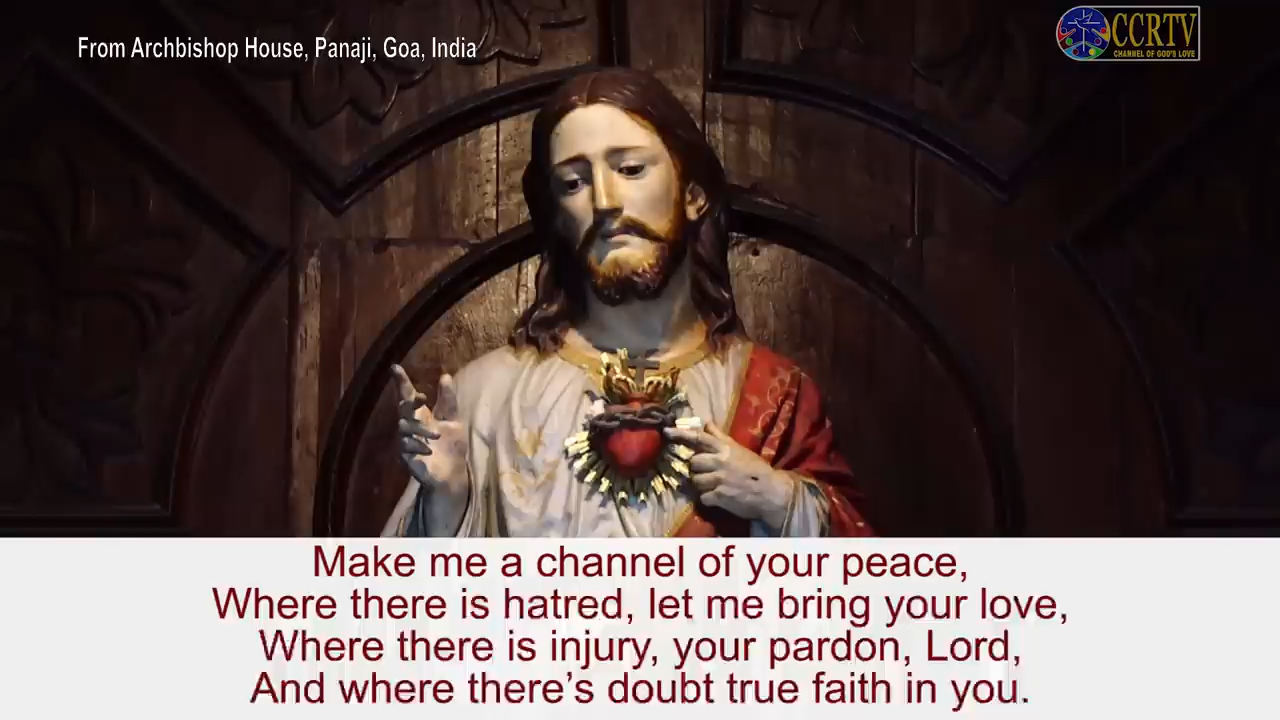 From Archbishop House, Panaji, Goa, India
CCRTV
CHANNEL OF GOD'S LOVE
Make me a channel of your peace,
Where there is hatred, let me bring your love,
Where there is injury, your pardon, Lord,
And where there's doubt true faith in you.